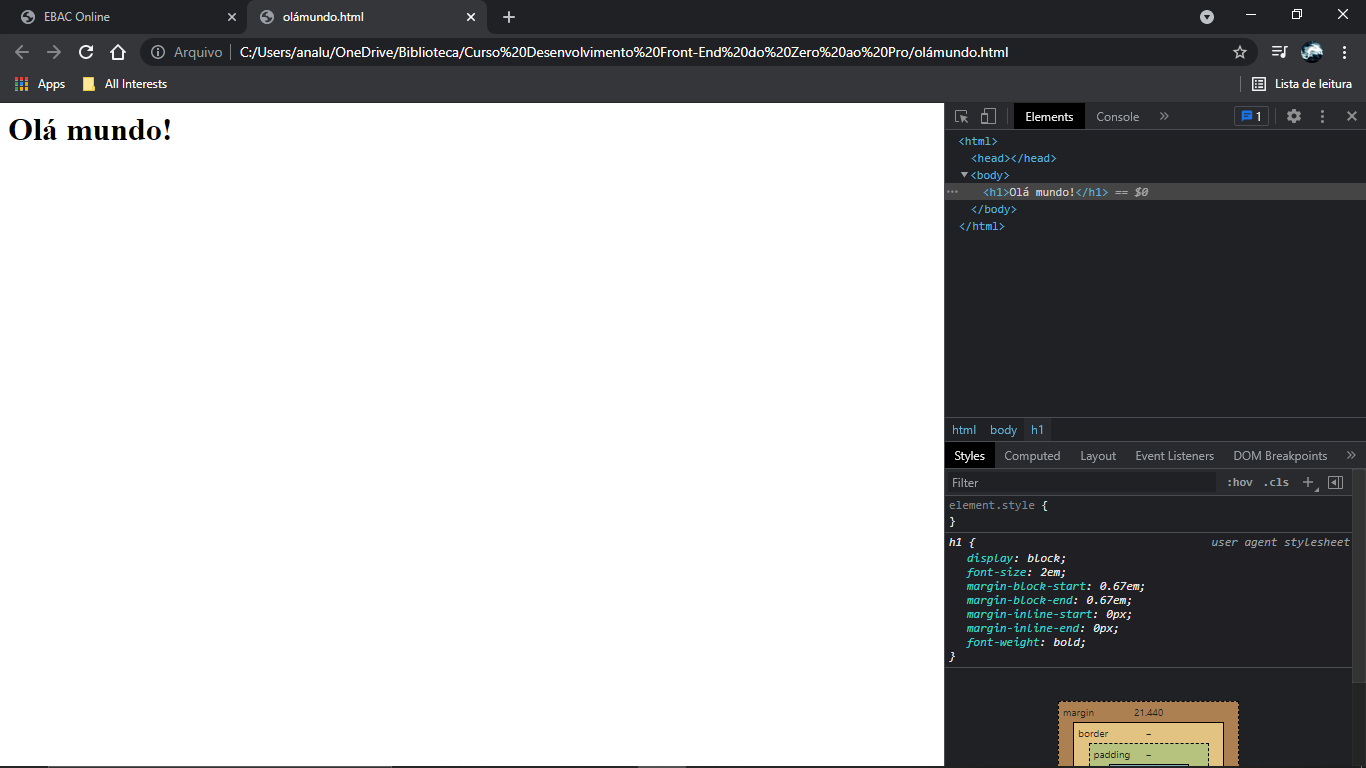 EBAC Online
olámundo.html
Arquivo
C:/Users/analu/OneDrive/Biblioteca/Curso%20Desenvolvimento%20Front-End%20do%20Zero%20ao%20Pro/olámundo.html
Apps
All Interests
Lista de leitura
Olá mundo!
Elements Console » 1
<html>
<head></head>
<body>
<h1>Olá mundo!</h1> == $0
</body>
</html>
html body h1
Styles Computed Layout Event Listeners DOM Breakpoints »
Filter :hov .cls +
element.style {
}
h1 { user agent stylesheet
display: block;
font-size: 2em;
margin-block-start: 0.67em;
margin-block-end: 0.67em;
margin-inline-start: 0px;
margin-inline-end: 0px;
font-weight: bold;
}
margin 21.440
border –
padding –